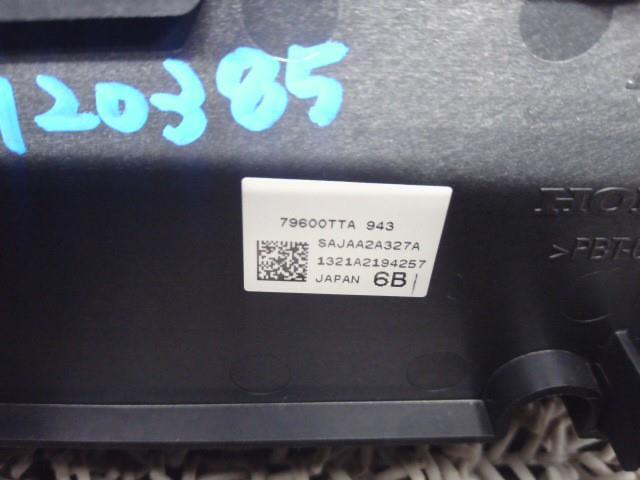 120385
79600TTA 943
SAJAA2A327A
1321A2194257
JAPAN 6B